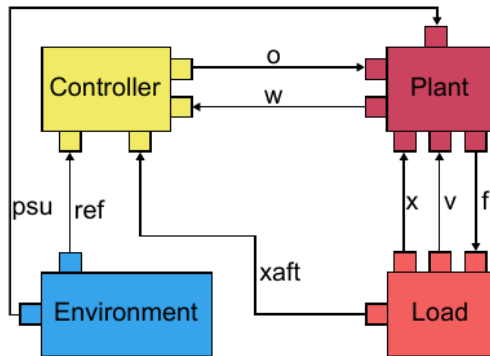 o
Controller
Plant
w
psu
ref
x
v
f
xaft
Environment
Load